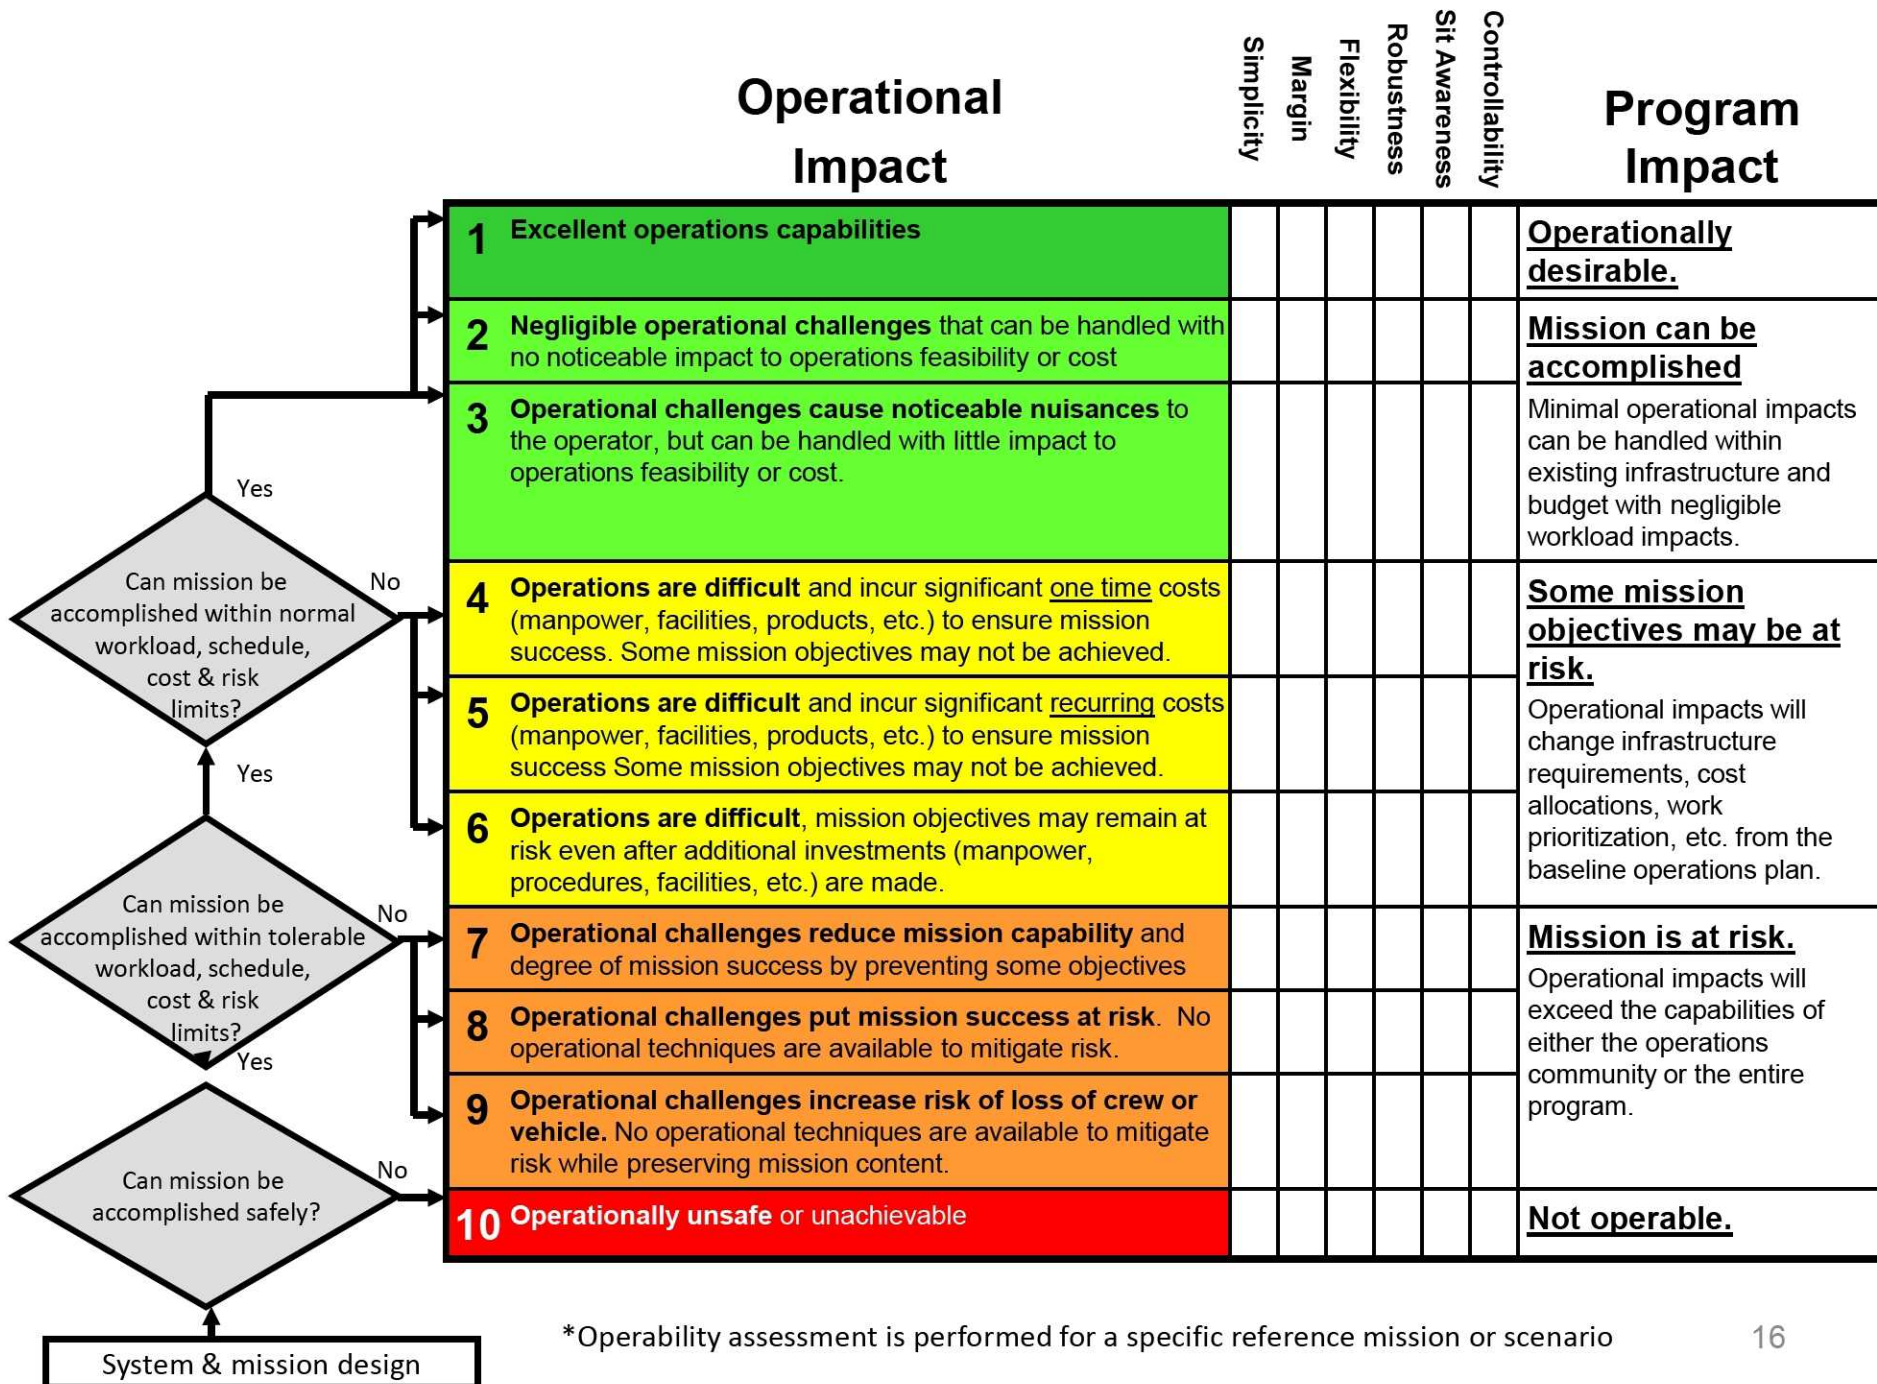 Operational
Impact
Simplicity
Margin
Flexibility
Robustness
Sit Awareness
Controllability
Program
Impact
1 Excellent operations capabilities
Operationally
desirable.
2 Negligible operational challenges that can be handled with
no noticeable impact to operations feasibility or cost
3 Operational challenges cause noticeable nuisances to
the operator, but can be handled with little impact to
operations feasibility or cost.
Mission can be
accomplished
Minimal operational impacts
can be handled within
existing infrastructure and
budget with negligible
workload impacts.
Yes
Can mission be
accomplished within normal
workload, schedule,
cost & risk
limits?
No
4 Operations are difficult and incur significant one time costs
(manpower, facilities, products, etc.) to ensure mission
success. Some mission objectives may not be achieved.
5 Operations are difficult and incur significant recurring costs
(manpower, facilities, products, etc.) to ensure mission
success Some mission objectives may not be achieved.
6 Operations are difficult, mission objectives may remain at
risk even after additional investments (manpower,
procedures, facilities, etc.) are made.
Some mission
objectives may be at
risk.
Operational impacts will
change infrastructure
requirements, cost
allocations, work
prioritization, etc. from the
baseline operations plan.
Yes
Can mission be
accomplished within tolerable
workload, schedule,
cost & risk
limits?
No
7 Operational challenges reduce mission capability and
degree of mission success by preventing some objectives
8 Operational challenges put mission success at risk. No
operational techniques are available to mitigate risk.
9 Operational challenges increase risk of loss of crew or
vehicle. No operational techniques are available to mitigate
risk while preserving mission content.
Mission is at risk.
Operational impacts will
exceed the capabilities of
either the operations
community or the entire
program.
Yes
Can mission be
accomplished safely?
No
10 Operationally unsafe or unachievable
Not operable.
System & mission design
*Operability assessment is performed for a specific reference mission or scenario
16